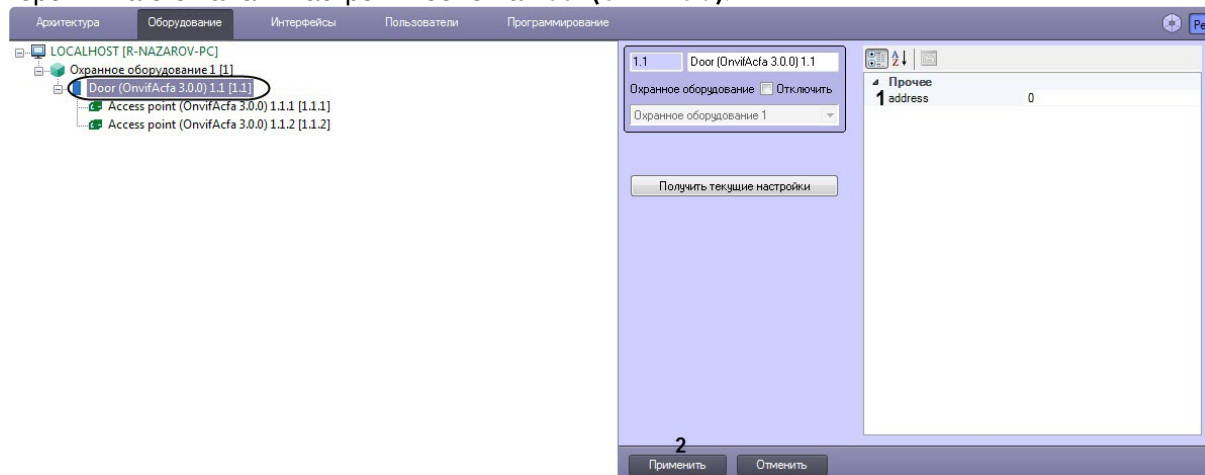 Архитектура Оборудование Интерфейсы Пользователи Программирование
LOCALHOST [R-NAZAROV-PC]
Охранное оборудование 1 [1]
Door (OnvifAcfa 3.0.0) 1.1 [1.1]
Access point (OnvifAcfa 3.0.0) 1.1.1 [1.1.1]
Access point (OnvifAcfa 3.0.0) 1.1.2 [1.1.2]
1.1 Door (OnvifAcfa 3.0.0) 1.1
Охранное оборудование Отключить
Охранное оборудование 1
Получить текущие настройки
Прочее
1 address 0
2
Применить Отменить